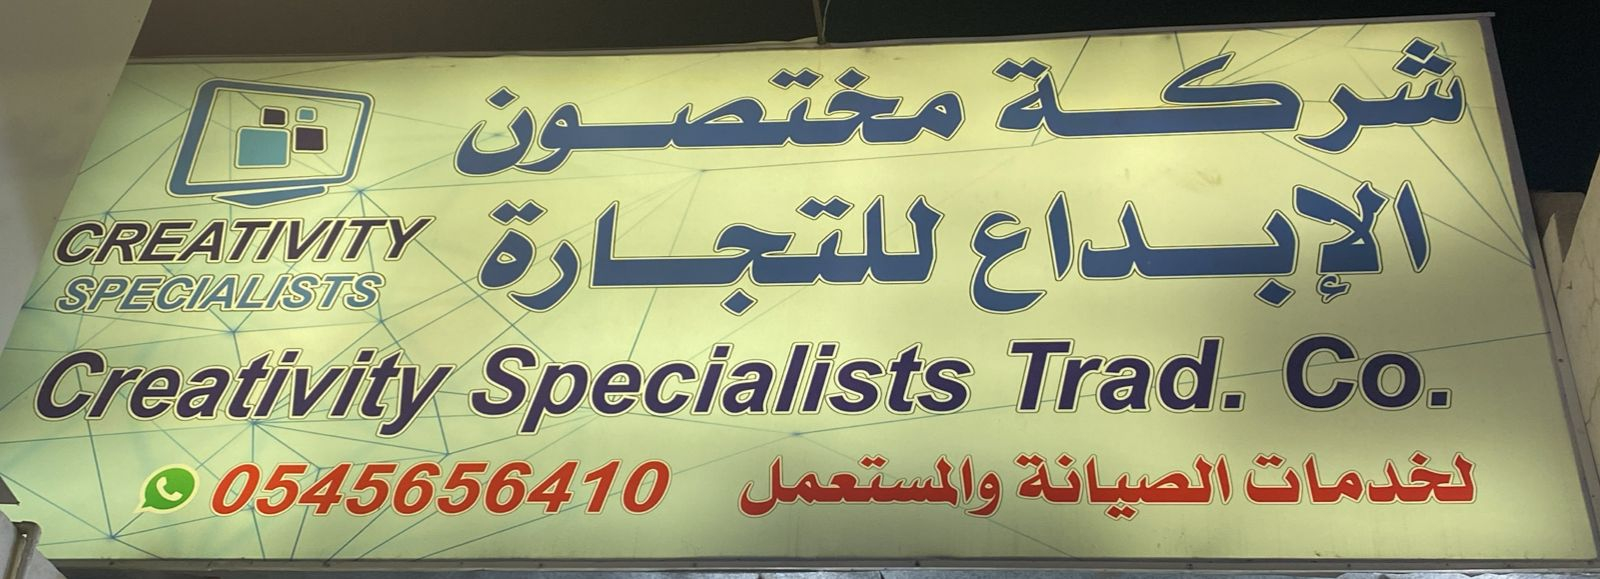 شركة مختصون
الإبداع للتجارة
CREATIVITY
SPECIALISTS
Creativity Specialists Trad. Co.
لخدمات الصيانة والمستعمل
0545656410